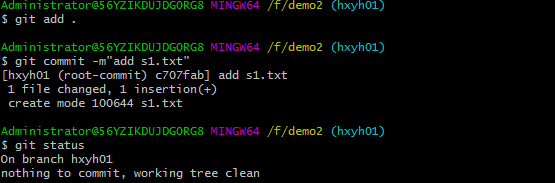 Administrator@56YZIKDUJDGORG8 MINGW64 /f/demo2 (hxyh01)
$ git add .
Administrator@56YZIKDUJDGORG8 MINGW64 /f/demo2 (hxyh01)
$ git commit -m"add s1.txt"
[hxyh01 (root-commit) c707fab] add s1.txt
 1 file changed, 1 insertion(+)
 create mode 100644 s1.txt
Administrator@56YZIKDUJDGORG8 MINGW64 /f/demo2 (hxyh01)
$ git status
On branch hxyh01
nothing to commit, working tree clean